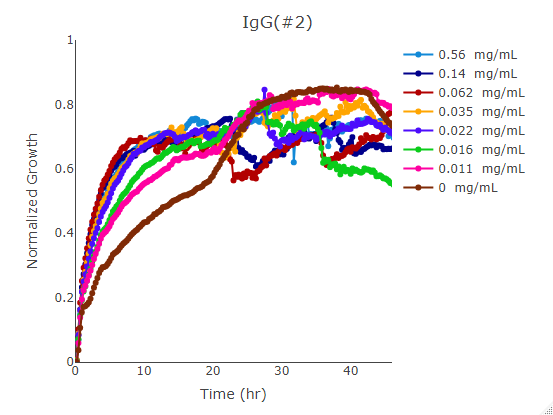 IgG(#2)
1
0.8
0.6
0.4
0.2
0
0
10
20
30
40
Normalized Growth
Time (hr)
0.56 mg/mL
0.14 mg/mL
0.062 mg/mL
0.035 mg/mL
0.022 mg/mL
0.016 mg/mL
0.011 mg/mL
0 mg/mL